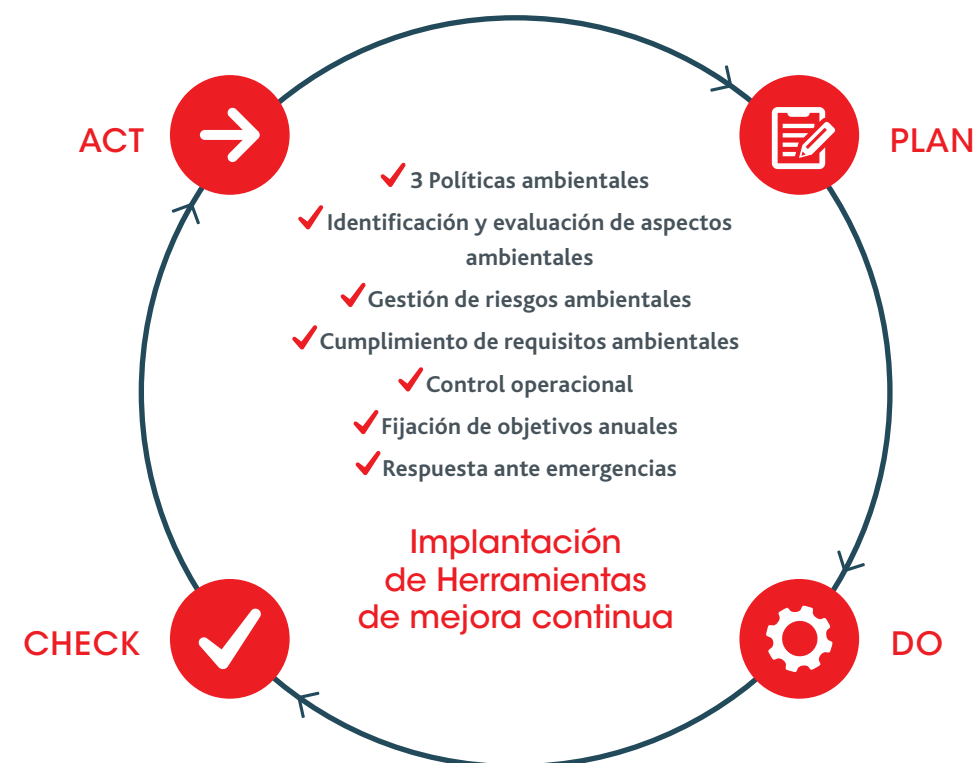 ACT
PLAN
3 Políticas ambientales
Identificación y evaluación de aspectos
ambientales
Gestión de riesgos ambientales
Cumplimiento de requisitos ambientales
Control operacional
Fijación de objetivos anuales
Respuesta ante emergencias
Implantación
de Herramientas
de mejora continua
CHECK
DO